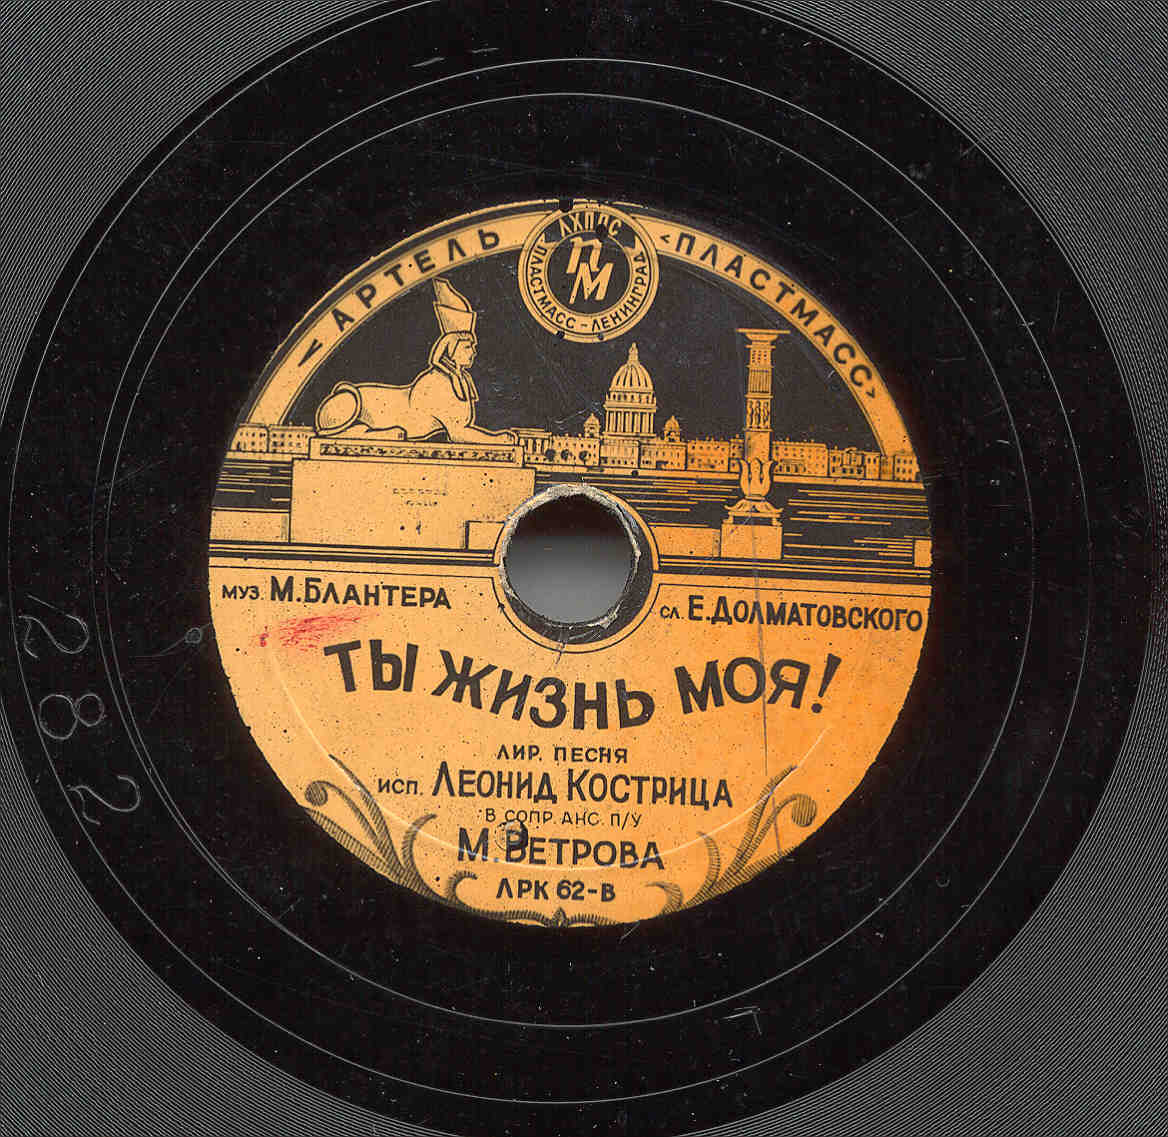 <АРТЕЛЬ <ПЛАСТМАСС>
ЛХППС
ПМ
ПЛАСТМАСС-ЛЕНИНГРАД
муз. М.БЛАНТЕРА
сл. Е.ДОЛМАТОВСКОГО
ТЫ ЖИЗНЬ МОЯ!
ЛИР. ПЕСНЯ
исп. ЛЕОНИД КОСТРИЦА
В СОПР. АНС. П/У
М.ВЕТРОВА
ЛРК 62-В
282